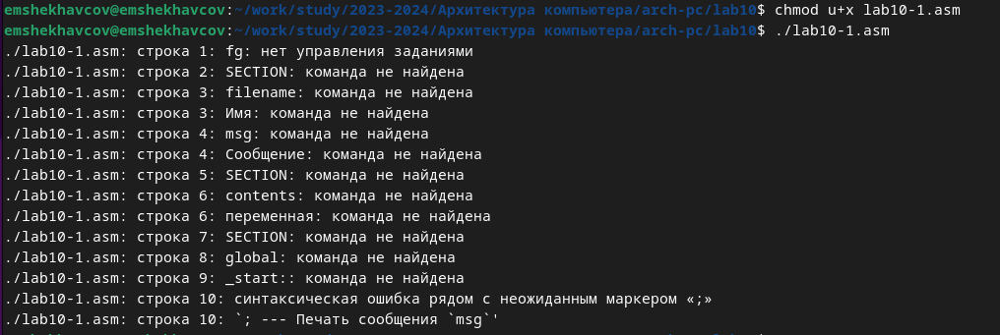 emshekhavcov@emshekhavcov:~/work/study/2023-2024/Архитектура компьютера/arch-pc/lab10$ chmod u+x lab10-1.asm
emshekhavcov@emshekhavcov:~/work/study/2023-2024/Архитектура компьютера/arch-pc/lab10$ ./lab10-1.asm
./lab10-1.asm: строка 1: fg: нет управления заданиями
./lab10-1.asm: строка 2: SECTION: команда не найдена
./lab10-1.asm: строка 3: filename: команда не найдена
./lab10-1.asm: строка 3: Имя: команда не найдена
./lab10-1.asm: строка 4: msg: команда не найдена
./lab10-1.asm: строка 4: Сообщение: команда не найдена
./lab10-1.asm: строка 5: SECTION: команда не найдена
./lab10-1.asm: строка 6: contents: команда не найдена
./lab10-1.asm: строка 6: переменная: команда не найдена
./lab10-1.asm: строка 7: SECTION: команда не найдена
./lab10-1.asm: строка 8: global: команда не найдена
./lab10-1.asm: строка 9: _start:: команда не найдена
./lab10-1.asm: строка 10: синтаксическая ошибка рядом с неожиданным маркером «;»
./lab10-1.asm: строка 10: `; --- Печать сообщения `msg`'